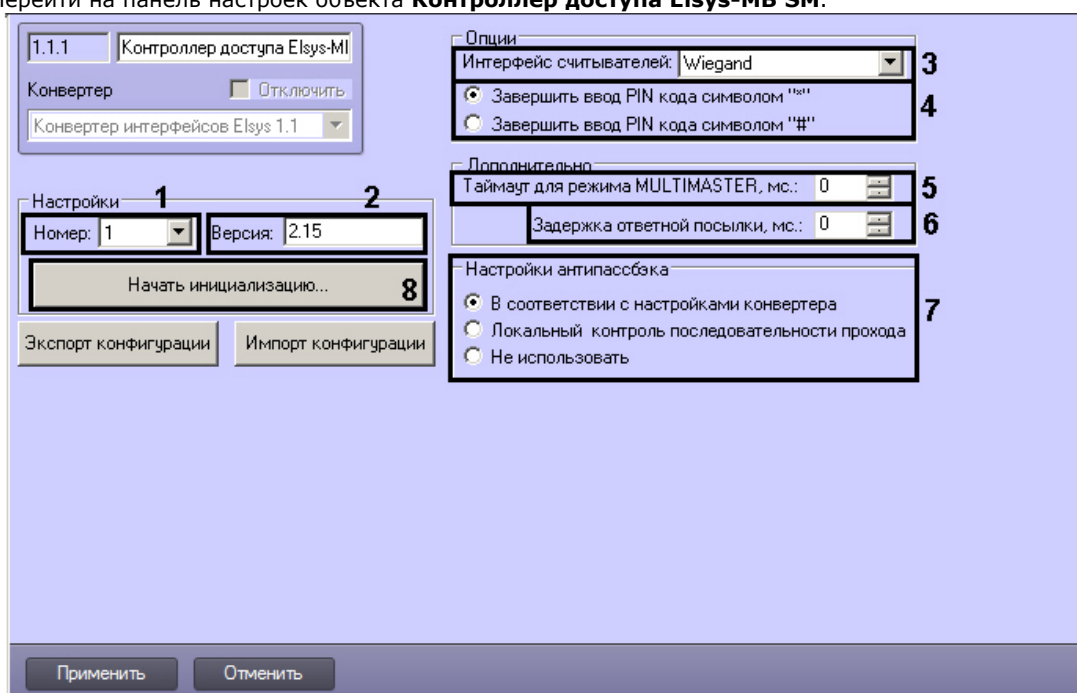 перейти на панель настроек объекта Контроллер доступа Elsys-MB SM.
1.1.1 Контроллер доступа Elsys-MI
Конвертер Отключить
Конвертер интерфейсов Elsys 1.1
Настройки 1 2
Номер: 1 Версия: 2.15
Начать инициализацию... 8
Экспорт конфигурации Импорт конфигурации
Опции
Интерфейс считывателей: Wiegand 3
Завершить ввод PIN кода символом "*"
Завершить ввод PIN кода символом "#"
4
Дополнительно
Таймаут для режима MULTIMASTER, мс.: 0 5
Задержка ответной посылки, мс.: 0 6
Настройки антипассбэка
В соответствии с настройками конвертера
Локальный контроль последовательности прохода
Не использовать
7
Применить Отменить